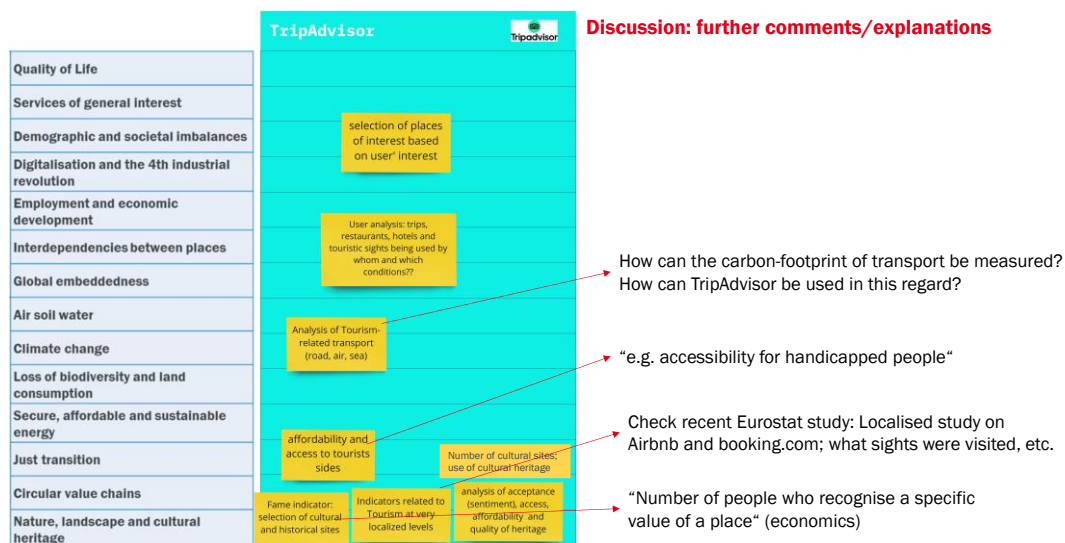 TripAdvisor
Tripadvisor
Discussion: further comments/explanations
Quality of Life
Services of general interest
Demographic and societal imbalances
Digitalisation and the 4th industrial
revolution
Employment and economic
development
Interdependencies between places
Global embeddedness
Air soil water
Climate change
Loss of biodiversity and land
consumption
Secure, affordable and sustainable
energy
Just transition
Circular value chains
Nature, landscape and cultural
heritage
selection of places
of interest based
on user' interest
User analysis: trips,
restaurants, hotels and
touristic sights being used by
whom and which
conditions??
Analysis of Tourism-
related transport
(road, air, sea)
affordability and
access to tourists
sides
Number of cultural sites;
use of cultural heritage
Fame indicator:
selection of cultural
and historical sites
Indicators related to
Tourism at very
localized levels
analysis of acceptance
(sentiment), access,
affordability and
quality of heritage
How can the carbon-footprint of transport be measured?
How can TripAdvisor be used in this regard?
“e.g. accessibility for handicapped people“
Check recent Eurostat study: Localised study on
Airbnb and booking.com; what sights were visited, etc.
“Number of people who recognise a specific
value of a place“ (economics)